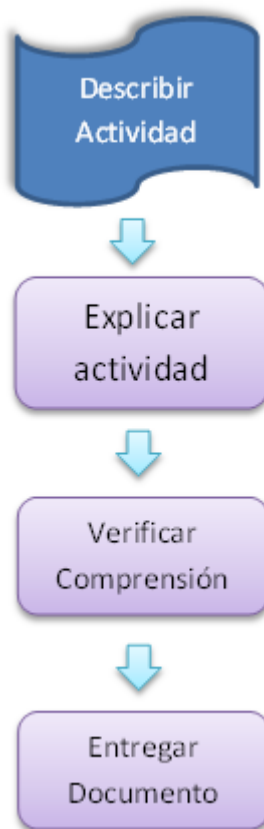 Describir
Actividad
Explicar
actividad
Verificar
Comprensión
Entregar
Documento